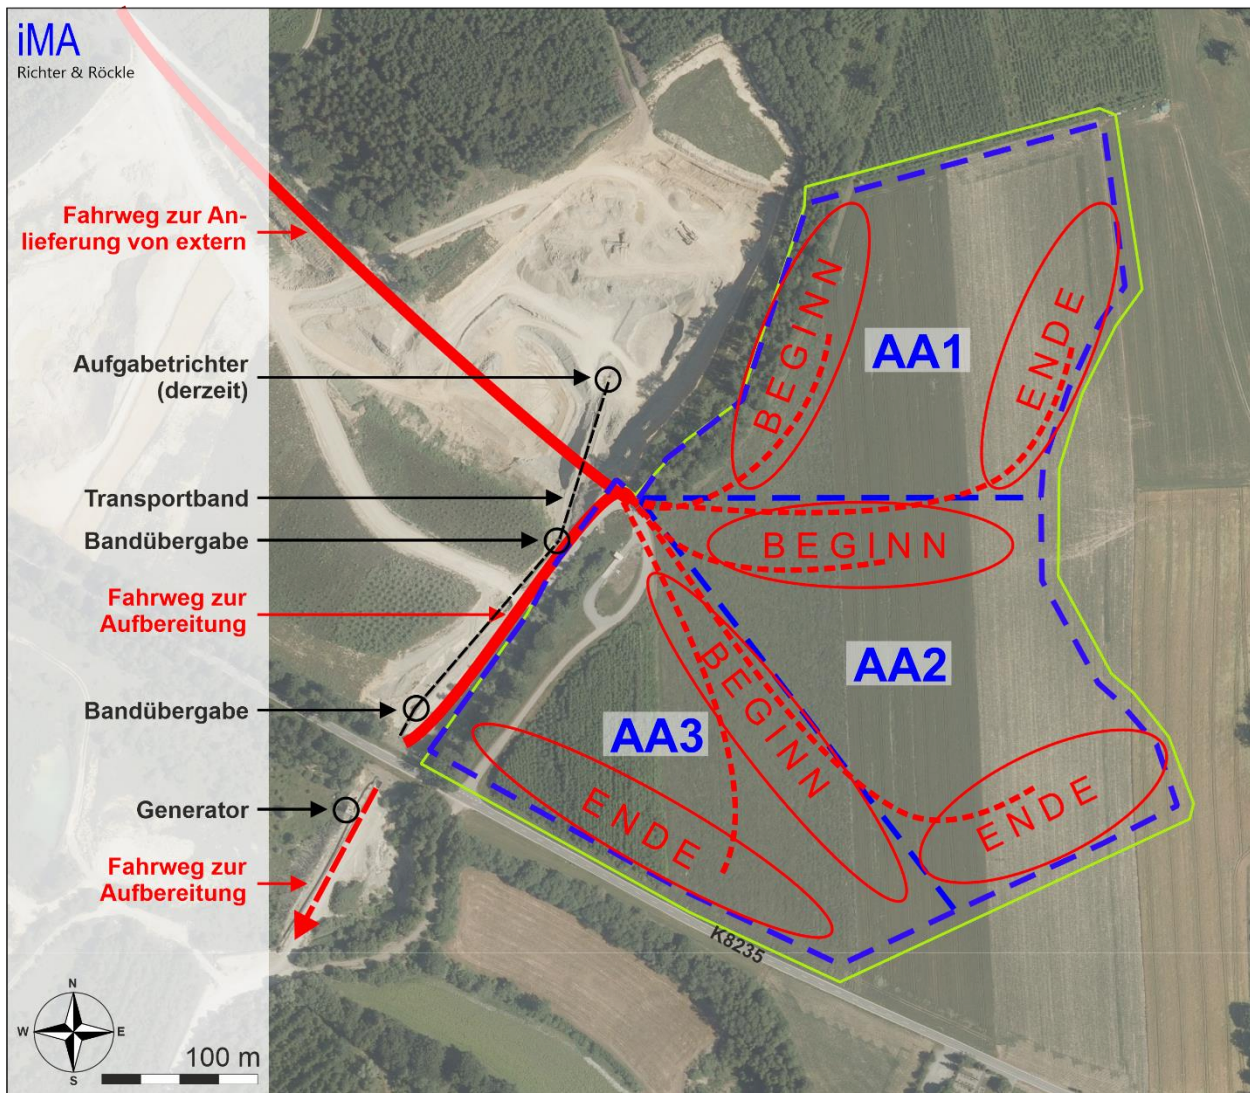 iMA
Richter & Röckle
Fahrweg zur An-
lieferung von extern
Aufgabetrichter
(derzeit)
Transportband
Bandübergabe
Fahrweg zur
Aufbereitung
Bandübergabe
Generator
Fahrweg zur
Aufbereitung
BEGINN
AA1
ENDE
BEGINN
AA2
BEGINN
AA3
ENDE
ENDE
K8235
N
W
E
S
100 m